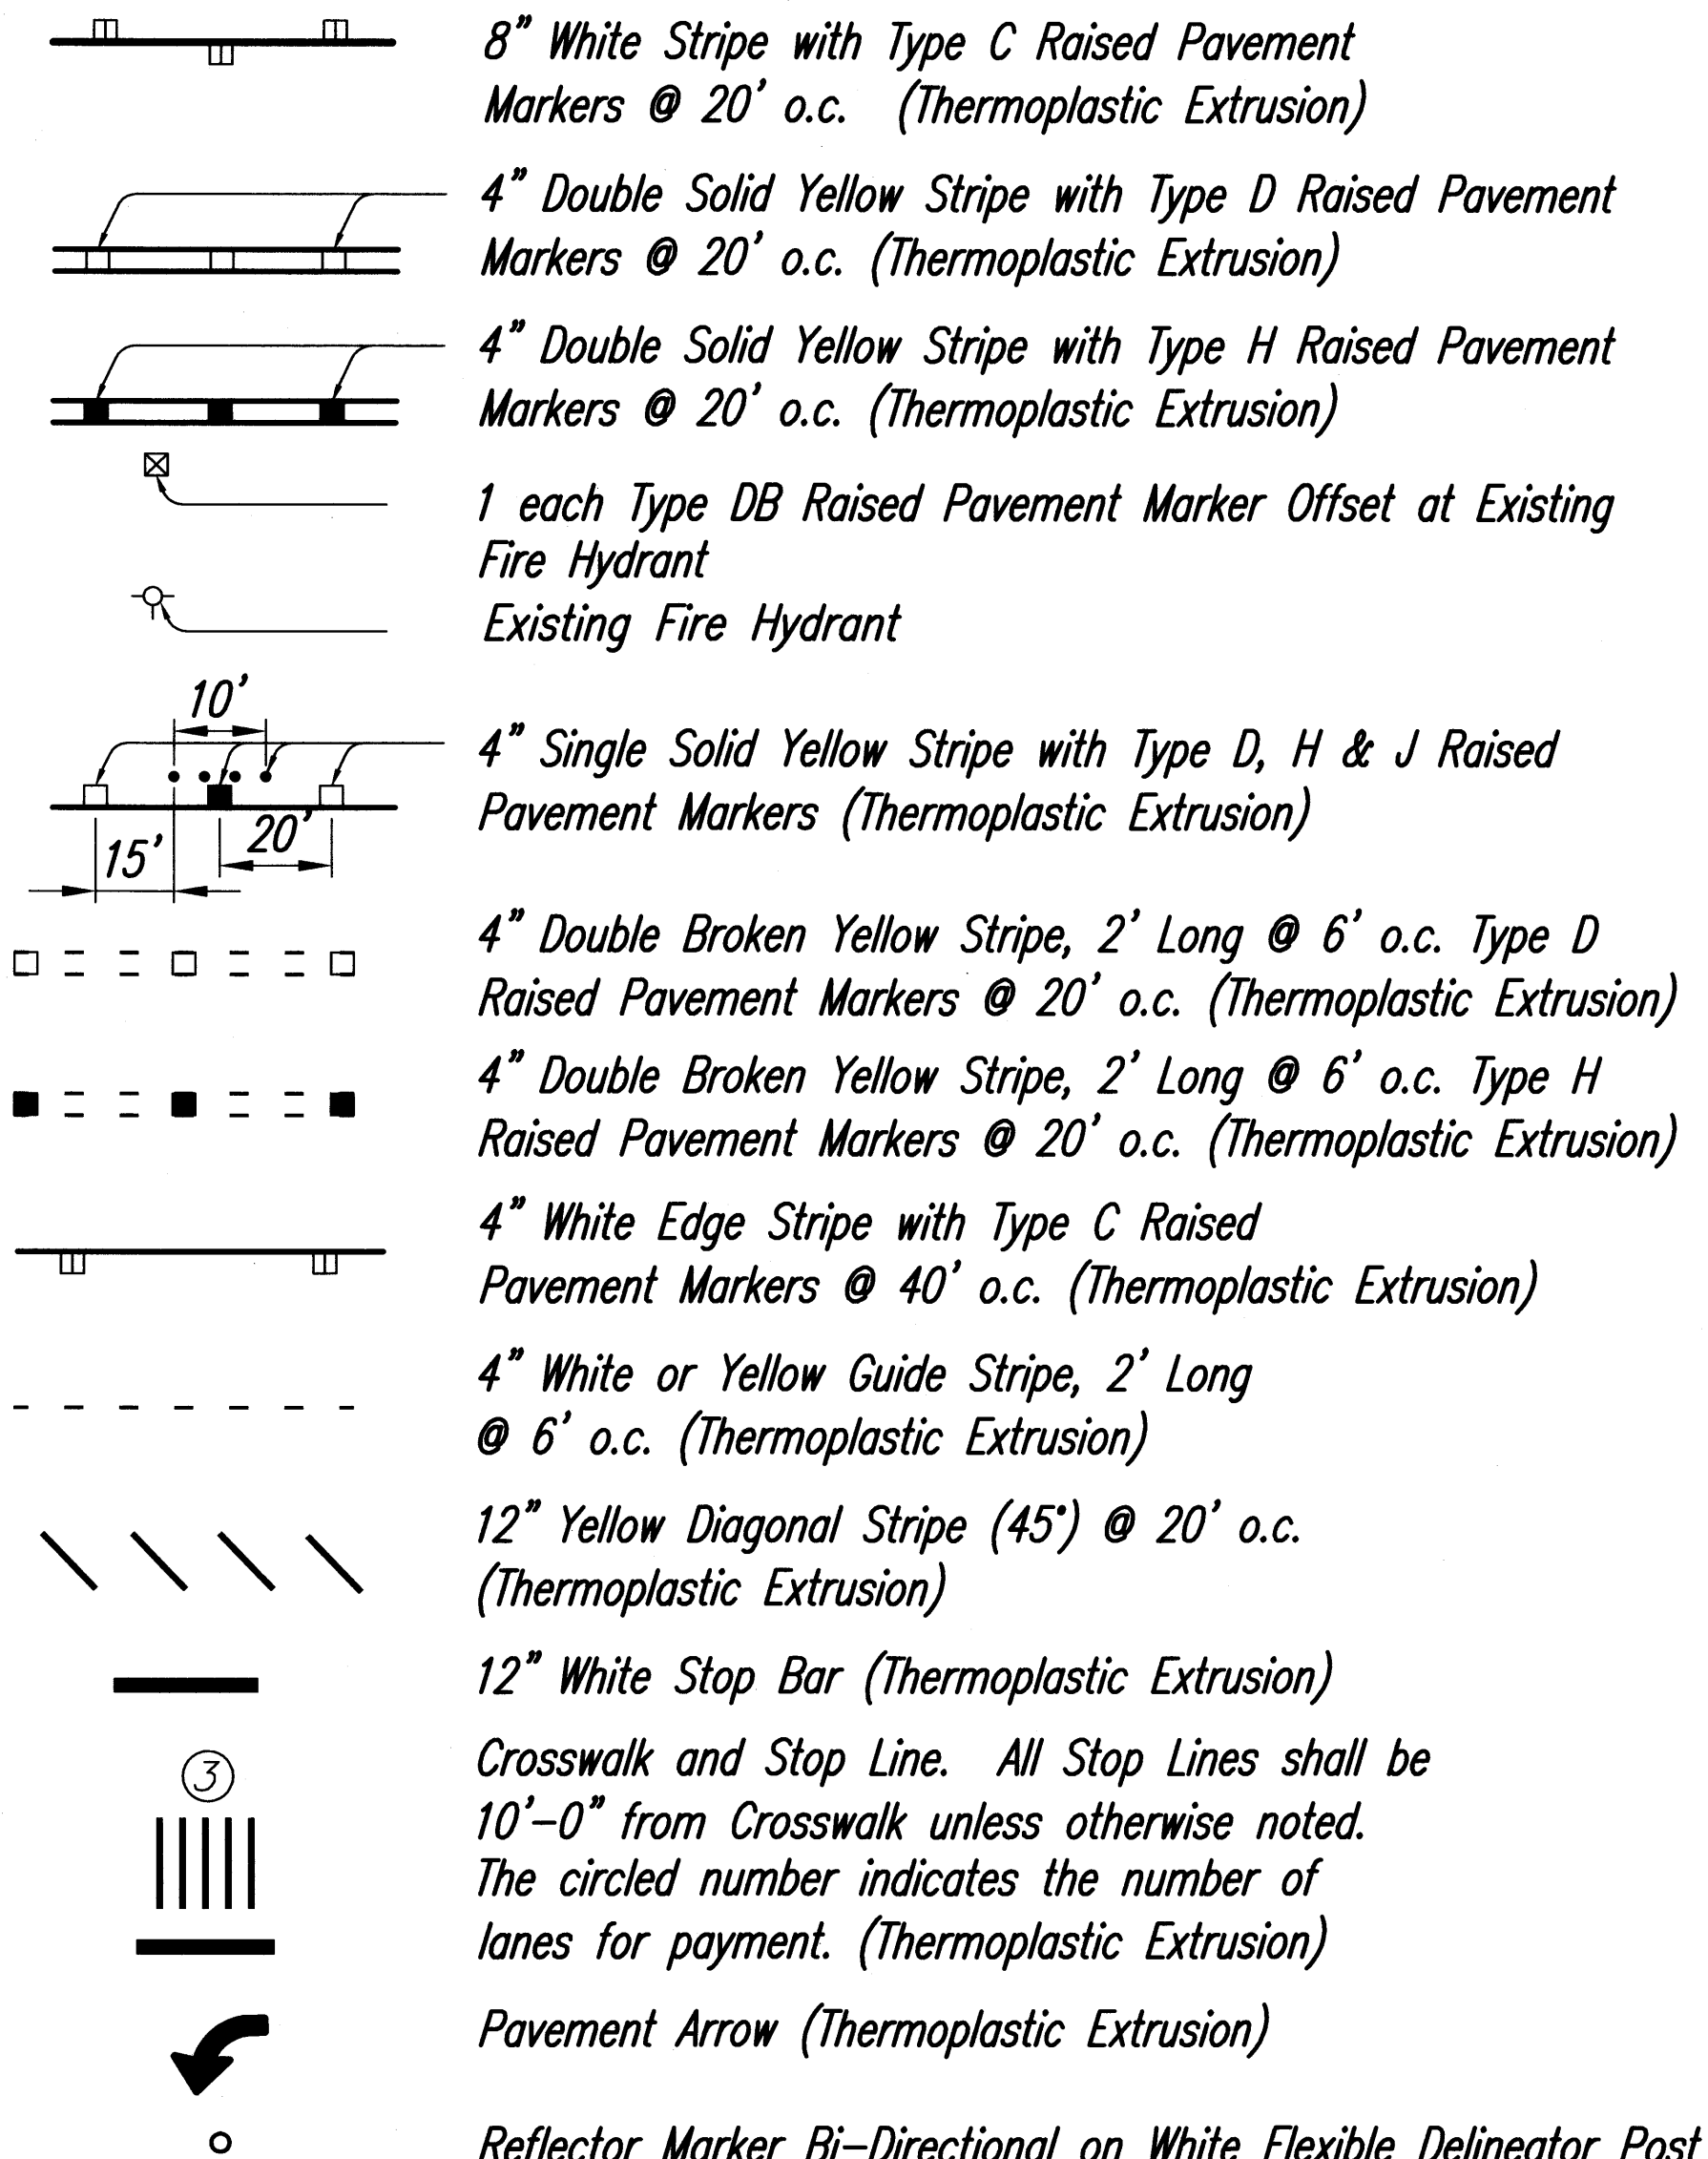 8" White Stripe with Type C Raised Pavement
Markers @ 20' o.c. (Thermoplastic Extrusion)
4" Double Solid Yellow Stripe with Type D Raised Pavement
Markers @ 20' o.c. (Thermoplastic Extrusion)
4" Double Solid Yellow Stripe with Type H Raised Pavement
Markers @ 20' o.c. (Thermoplastic Extrusion)
1 each Type DB Raised Pavement Marker Offset at Existing
Fire Hydrant
Existing Fire Hydrant
10'
4" Single Solid Yellow Stripe with Type D, H & J Raised
Pavement Markers (Thermoplastic Extrusion)
20'
15'
4" Double Broken Yellow Stripe, 2' Long @ 6' o.c. Type D
Raised Pavement Markers @ 20' o.c. (Thermoplastic Extrusion)
4" Double Broken Yellow Stripe, 2' Long @ 6' o.c. Type H
Raised Pavement Markers @ 20' o.c. (Thermoplastic Extrusion)
4" White Edge Stripe with Type C Raised
Pavement Markers @ 40' o.c. (Thermoplastic Extrusion)
4" White or Yellow Guide Stripe, 2' Long
@ 6' o.c. (Thermoplastic Extrusion)
12" Yellow Diagonal Stripe (45°) @ 20' o.c.
(Thermoplastic Extrusion)
12" White Stop Bar (Thermoplastic Extrusion)
3
Crosswalk and Stop Line. All Stop Lines shall be
10'-0" from Crosswalk unless otherwise noted.
The circled number indicates the number of
lanes for payment. (Thermoplastic Extrusion)
Pavement Arrow (Thermoplastic Extrusion)
Reflector Marker Bi-Directional on White Flexible Delineator Post